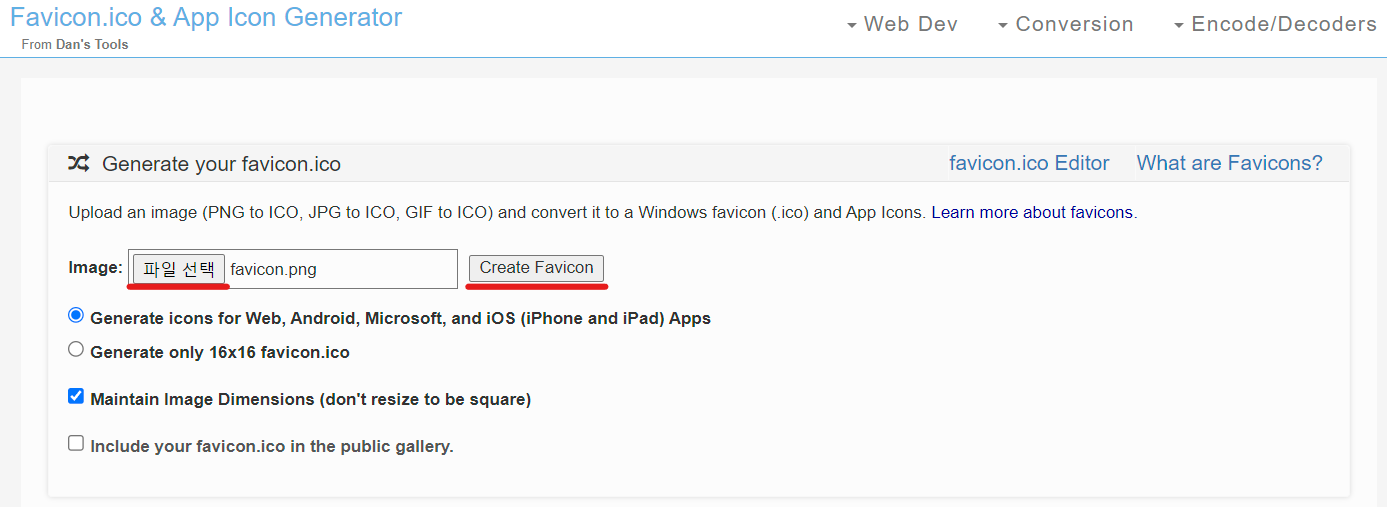 Favicon.ico & App Icon Generator
From Dan's Tools
Web Dev
Conversion
Encode/Decoders
Generate your favicon.ico
favicon.ico Editor
What are Favicons?
Upload an image (PNG to ICO, JPG to ICO, GIF to ICO) and convert it to a Windows favicon (.ico) and App Icons. Learn more about favicons.
Image: 파일 선택 favicon.png Create Favicon
Generate icons for Web, Android, Microsoft, and iOS (iPhone and iPad) Apps
Generate only 16x16 favicon.ico
Maintain Image Dimensions (don't resize to be square)
Include your favicon.ico in the public gallery.